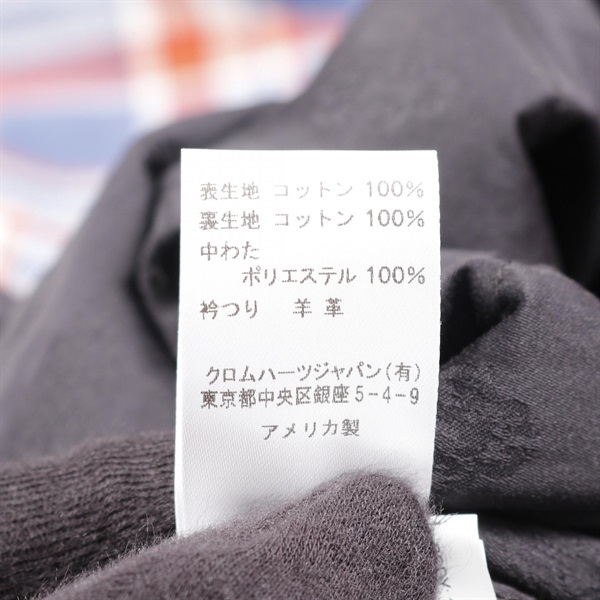 表生地 コットン 100%
裏生地 コットン 100%
中わた
ポリエステル 100%
衿つり 羊革
クロムハーツジャパン(有)
東京都中央区銀座5-4-9
アメリカ製